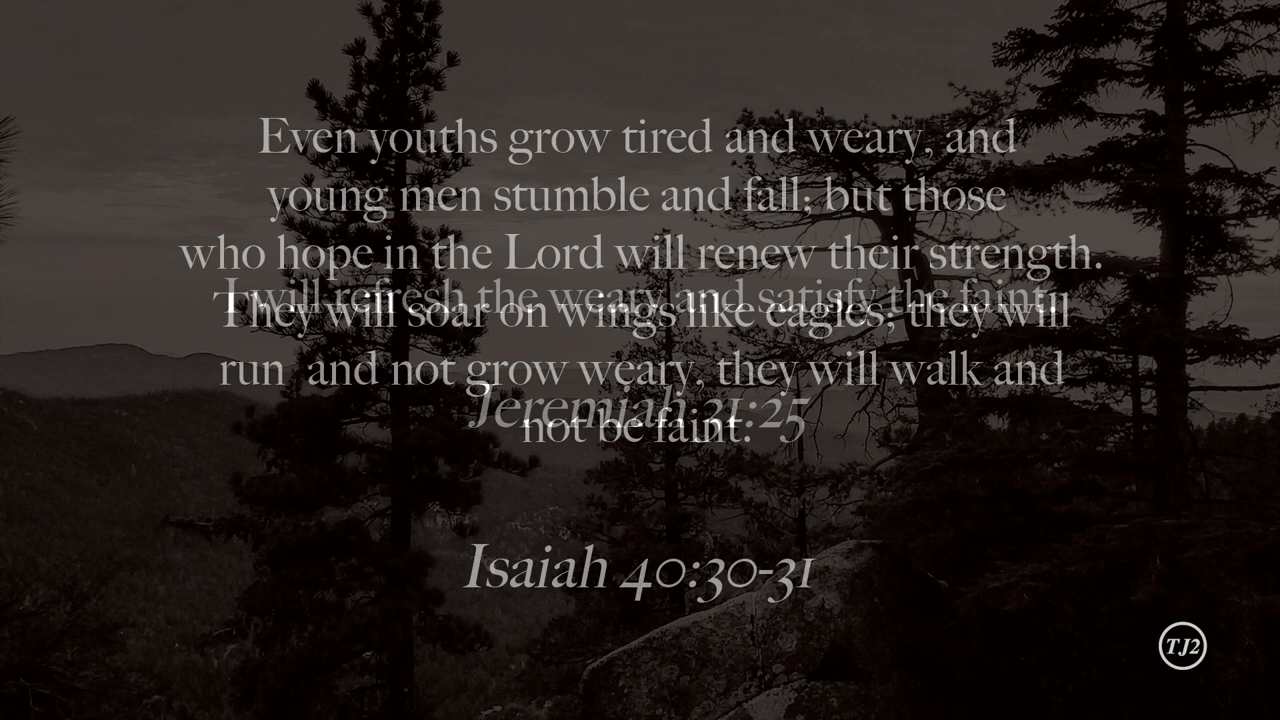 Even youths grow tired and weary, and
young men stumble and fall; but those
who hope in the Lord will renew their strength.
I will refresh the weary and satisfy the faint.
They will soar on wings like eagles; they will
run and not grow weary, they will walk and
Jeremiah 31:25
not be faint.
Isaiah 40:30-31
TJ2